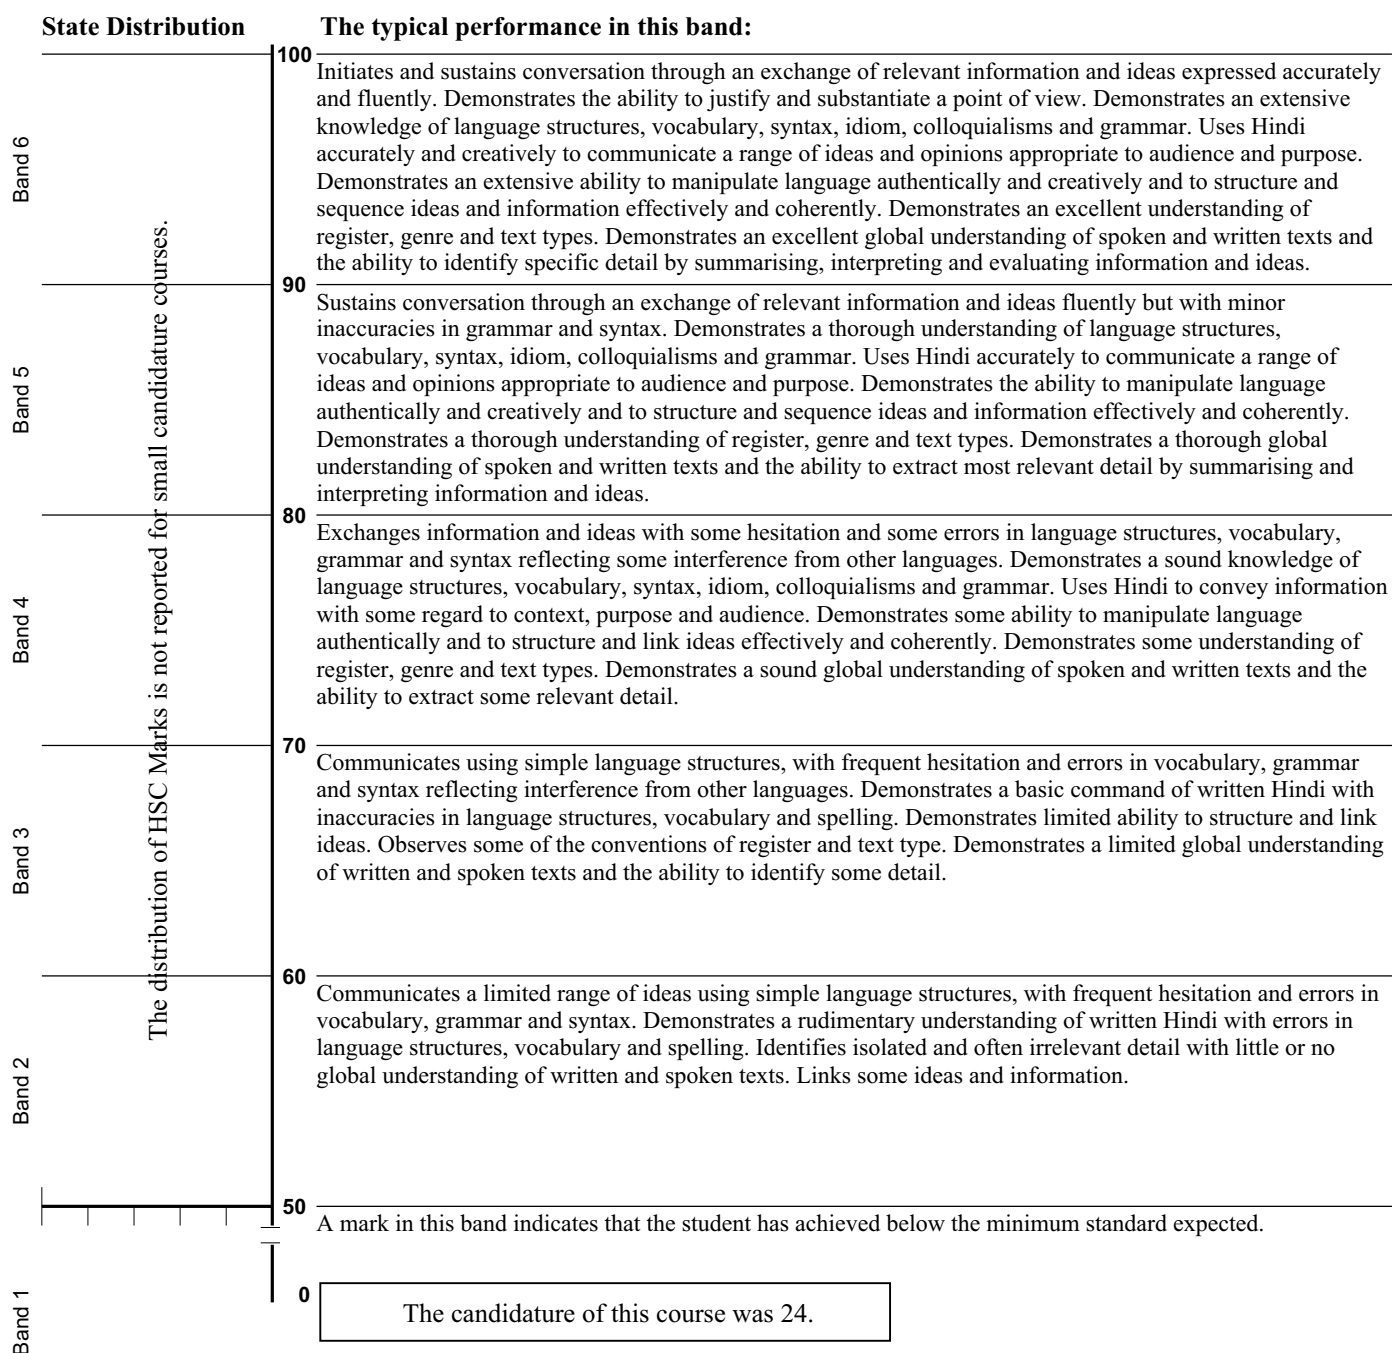 State Distribution
The typical performance in this band:
100
Band 6
Initiates and sustains conversation through an exchange of relevant information and ideas expressed accurately
and fluently. Demonstrates the ability to justify and substantiate a point of view. Demonstrates an extensive
knowledge of language structures, vocabulary, syntax, idiom, colloquialisms and grammar. Uses Hindi
accurately and creatively to communicate a range of ideas and opinions appropriate to audience and purpose.
Demonstrates an extensive ability to manipulate language authentically and creatively and to structure and
sequence ideas and information effectively and coherently. Demonstrates an excellent understanding of
register, genre and text types. Demonstrates an excellent global understanding of spoken and written texts and
the ability to identify specific detail by summarising, interpreting and evaluating information and ideas.
The distribution of HSC Marks is not reported for small candidature courses.
90
Band 5
Sustains conversation through an exchange of relevant information and ideas fluently but with minor
inaccuracies in grammar and syntax. Demonstrates a thorough understanding of language structures,
vocabulary, syntax, idiom, colloquialisms and grammar. Uses Hindi accurately to communicate a range of
ideas and opinions appropriate to audience and purpose. Demonstrates the ability to manipulate language
authentically and creatively and to structure and sequence ideas and information effectively and coherently.
Demonstrates a thorough understanding of register, genre and text types. Demonstrates a thorough global
understanding of spoken and written texts and the ability to extract most relevant detail by summarising and
interpreting information and ideas.
80
Band 4
Exchanges information and ideas with some hesitation and some errors in language structures, vocabulary,
grammar and syntax reflecting some interference from other languages. Demonstrates a sound knowledge of
language structures, vocabulary, syntax, idiom, colloquialisms and grammar. Uses Hindi to convey information
with some regard to context, purpose and audience. Demonstrates some ability to manipulate language
authentically and to structure and link ideas effectively and coherently. Demonstrates some understanding of
register, genre and text types. Demonstrates a sound global understanding of spoken and written texts and the
ability to extract some relevant detail.
70
Band 3
Communicates using simple language structures, with frequent hesitation and errors in vocabulary, grammar
and syntax reflecting interference from other languages. Demonstrates a basic command of written Hindi with
inaccuracies in language structures, vocabulary and spelling. Demonstrates limited ability to structure and link
ideas. Observes some of the conventions of register and text type. Demonstrates a limited global understanding
of written and spoken texts and the ability to identify some detail.
60
Band 2
Communicates a limited range of ideas using simple language structures, with frequent hesitation and errors in
vocabulary, grammar and syntax. Demonstrates a rudimentary understanding of written Hindi with errors in
language structures, vocabulary and spelling. Identifies isolated and often irrelevant detail with little or no
global understanding of written and spoken texts. Links some ideas and information.
50
A mark in this band indicates that the student has achieved below the minimum standard expected.
Band 1
0
The candidature of this course was 24.